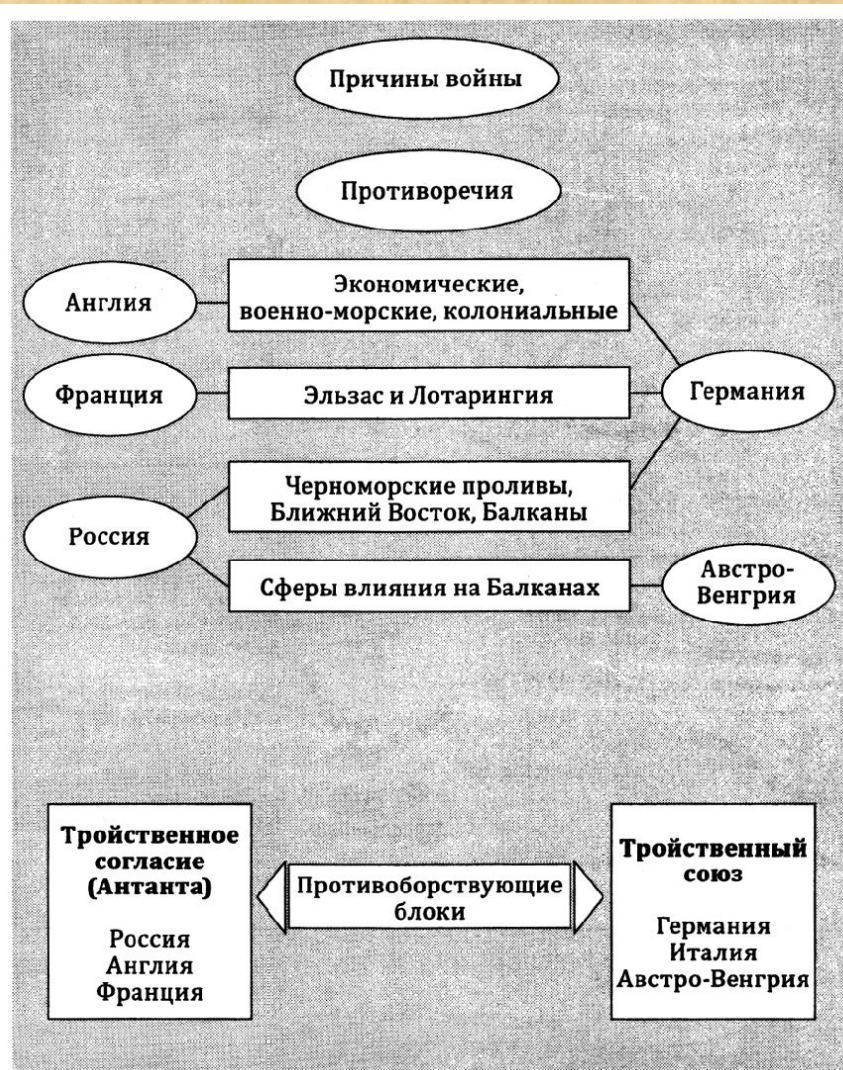 Причины войны
Противоречия
Англия
Экономические,
военно-морские, колониальные
Франция
Эльзас и Лотарингия
Германия
Россия
Черноморские проливы,
Ближний Восток, Балканы
Сферы влияния на Балканах
Австро-
Венгрия
Тройственное
согласие
(Антанта)
Россия
Англия
Франция
Противоборствующие
блоки
Тройственный
союз
Германия
Италия
Австро-Венгрия